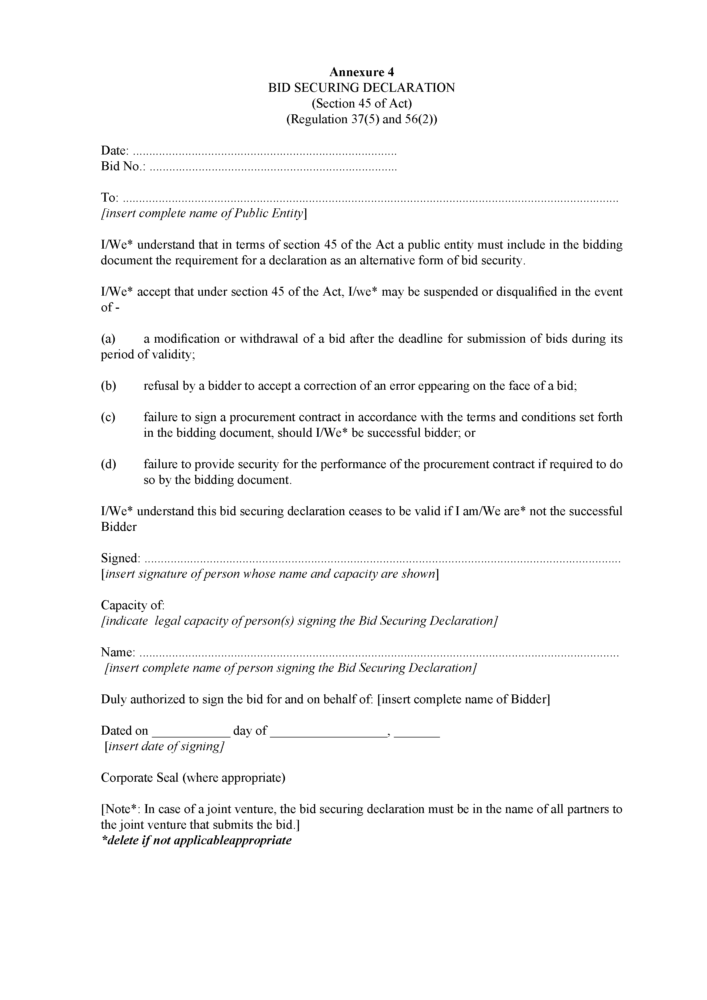 Annexure 4
BID SECURING DECLARATION
(Section 45 of Act)
(Regulation 37(5) and 56(2))
Date: ................................................................................
Bid No.: ...........................................................................
To: ......................................................................................................................................................
[insert complete name of Public Entity]
I/We* understand that in terms of section 45 of the Act a public entity must include in the bidding
document the requirement for a declaration as an alternative form of bid security.
I/We* accept that under section 45 of the Act, I/we* may be suspended or disqualified in the event
of -
(a) a modification or withdrawal of a bid after the deadline for submission of bids during its
period of validity;
(b) refusal by a bidder to accept a correction of an error eppearing on the face of a bid;
(c) failure to sign a procurement contract in accordance with the terms and conditions set forth
in the bidding document, should I/We* be successful bidder; or
(d) failure to provide security for the performance of the procurement contract if required to do
so by the bidding document.
I/We* understand this bid securing declaration ceases to be valid if I am/We are* not the successful
Bidder
Signed: ................................................................................................................................................
[insert signature of person whose name and capacity are shown]
Capacity of:
[indicate  legal capacity of person(s) signing the Bid Securing Declaration]
Name: .................................................................................................................................................
[insert complete name of person signing the Bid Securing Declaration]
Duly authorized to sign the bid for and on behalf of: [insert complete name of Bidder]
Dated on ____________ day of __________________, _______
[insert date of signing]
Corporate Seal (where appropriate)
[Note*: In case of a joint venture, the bid securing declaration must be in the name of all partners to
the joint venture that submits the bid.]
*delete if not applicableappropriate